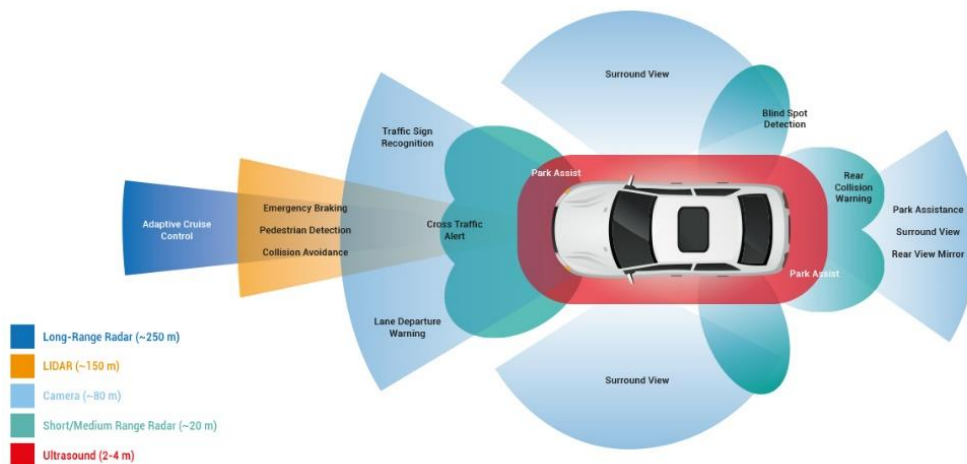 Surround View
Blind Spot
Detection
Traffic Sign
Recognition
Park Assist
Rear
Collision
Warning
Adaptive Cruise
Control
Emergency Braking
Pedestrian Detection
Collision Avoidance
Cross Traffic
Alert
Park Assistance
Surround View
Rear View Mirror
Park Assist
Lane Departure
Warning
Surround View
Long-Range Radar (~250 m)
LIDAR (~150 m)
Camera (~80 m)
Short/Medium Range Radar (~20 m)
Ultrasound (2-4 m)